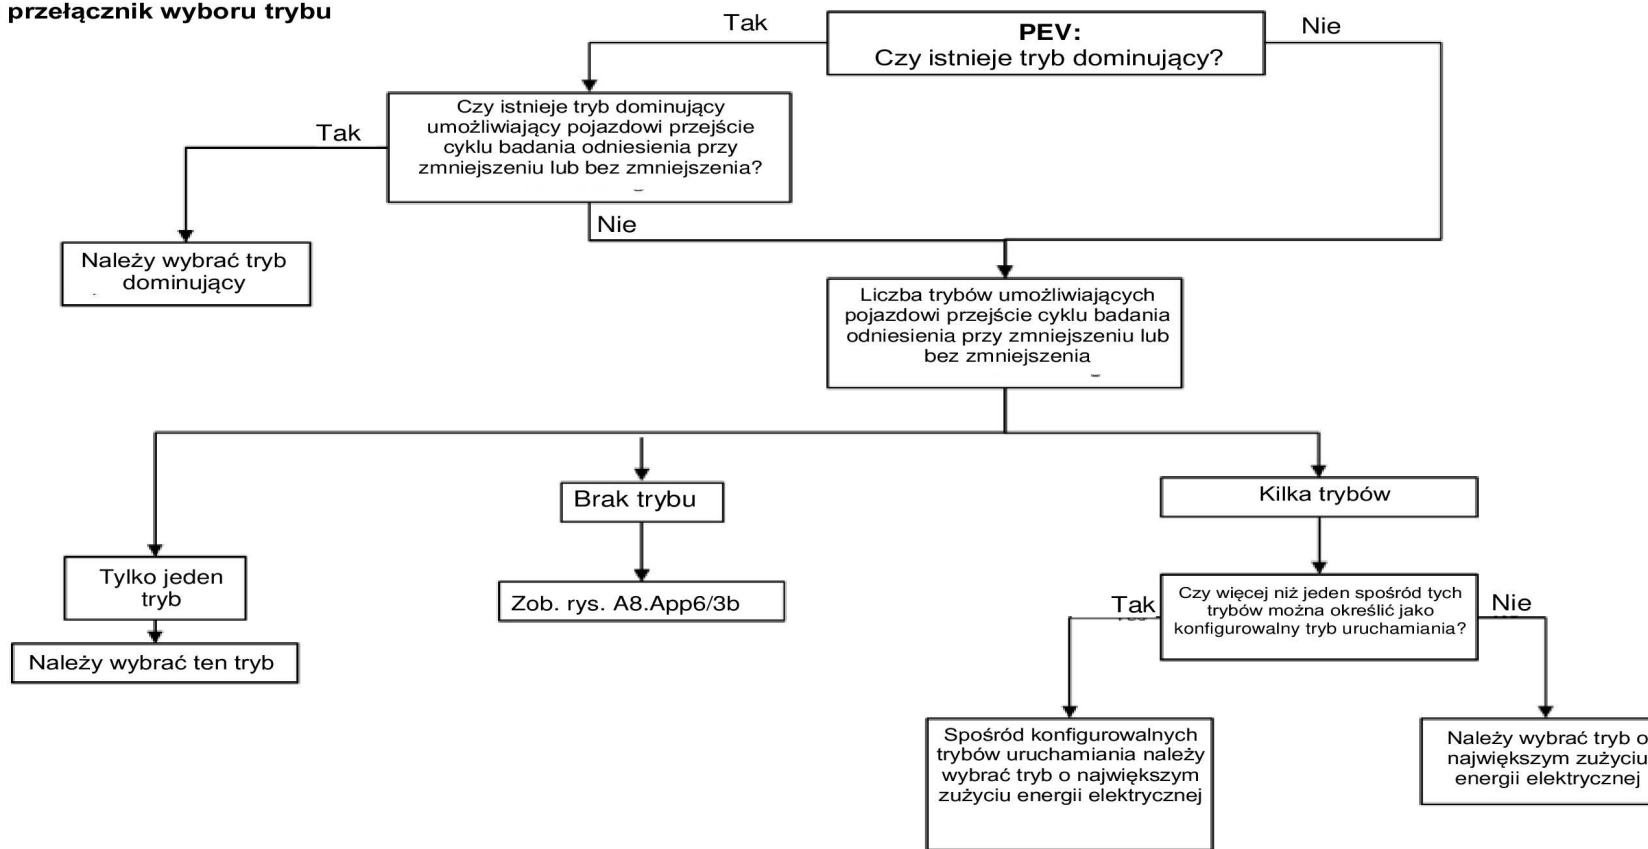 przełącznik wyboru trybu
Tak
PEV:
Czy istnieje tryb dominujący?
Nie
Czy istnieje tryb dominujący
umożliwiający pojazdowi przejście
cyklu badania odniesienia przy
zmniejszeniu lub bez zmniejszenia?
Tak
Nie
Należy wybrać tryb
dominujący
Liczba trybów umożliwiających
pojazdowi przejście cyklu badania
odniesienia przy zmniejszeniu lub
bez zmniejszenia
Brak trybu
Kilka trybów
Tylko jeden
tryb
Zob. rys. A8.App6/3b
Czy więcej niż jeden spośród tych
trybów można określić jako
konfigurowalny tryb uruchamiania?
Tak
Nie
Należy wybrać ten tryb
Spośród konfigurowalnych
trybów uruchamiania należy
wybrać tryb o największym
zużyciu energii elektrycznej
Należy wybrać tryb o
największym zużyciu
energii elektrycznej